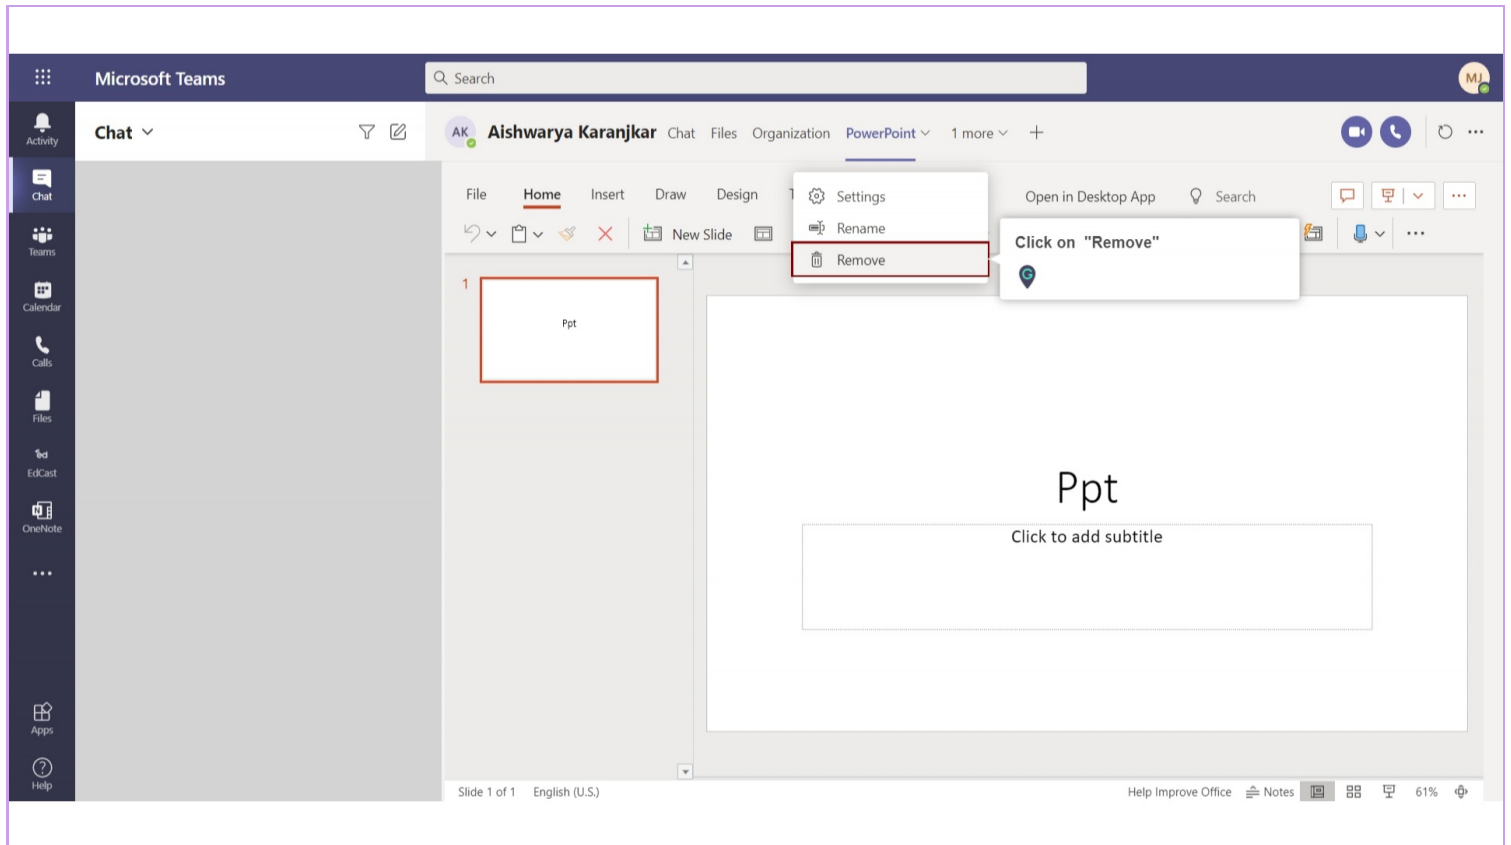 Microsoft Teams
Search
MJ
Activity
Chat
AK Aishwarya Karanjkar Chat Files Organization PowerPoint 1 more
Chat
Teams
Calendar
Calls
Files
EdCast
OneNote
Apps
Help
File Home Insert Draw Design
Settings
Open in Desktop App Search
New Slide
Rename
Remove
Click on "Remove"
G
1
Ppt
Ppt
Click to add subtitle
Slide 1 of 1 English (U.S.) Help Improve Office Notes 61%